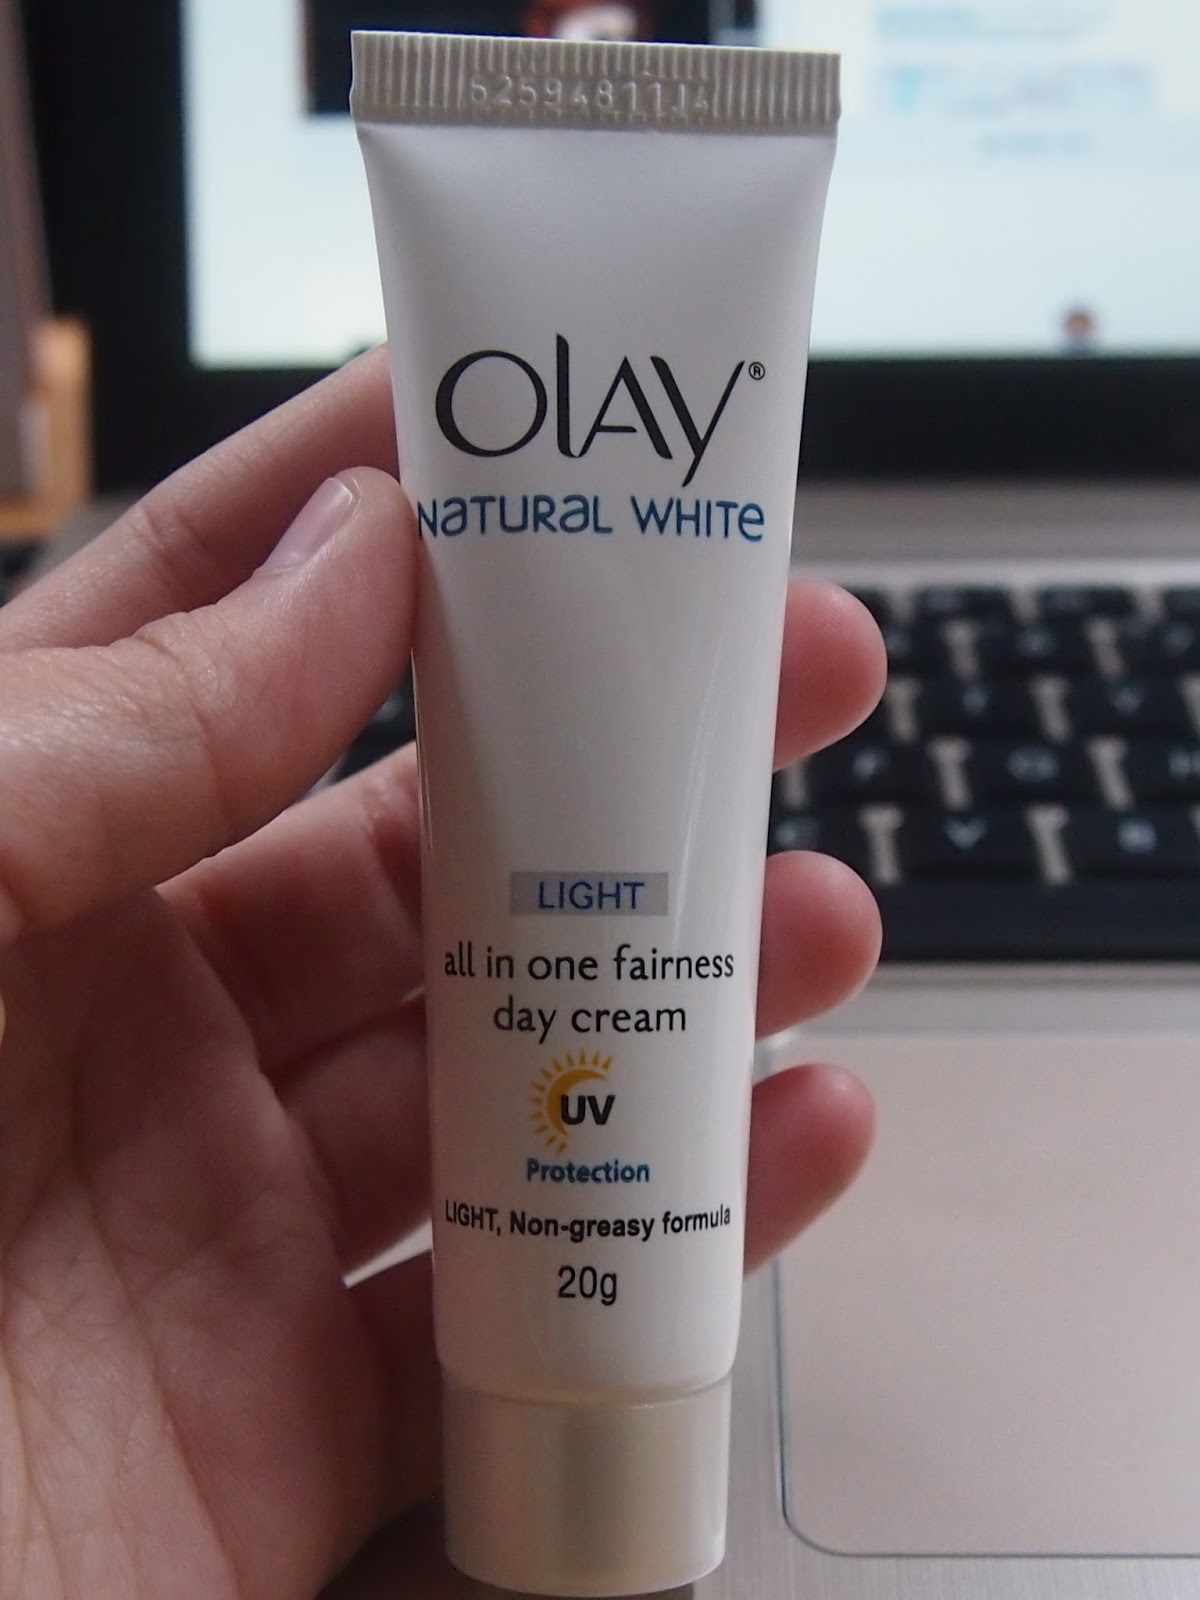 5259481114
OLAY®
NATURAL WHITE
LIGHT
all in one fairness
day cream
UV
Protection
LIGHT, Non-greasy formula
20g
F
G
H
C
V
B